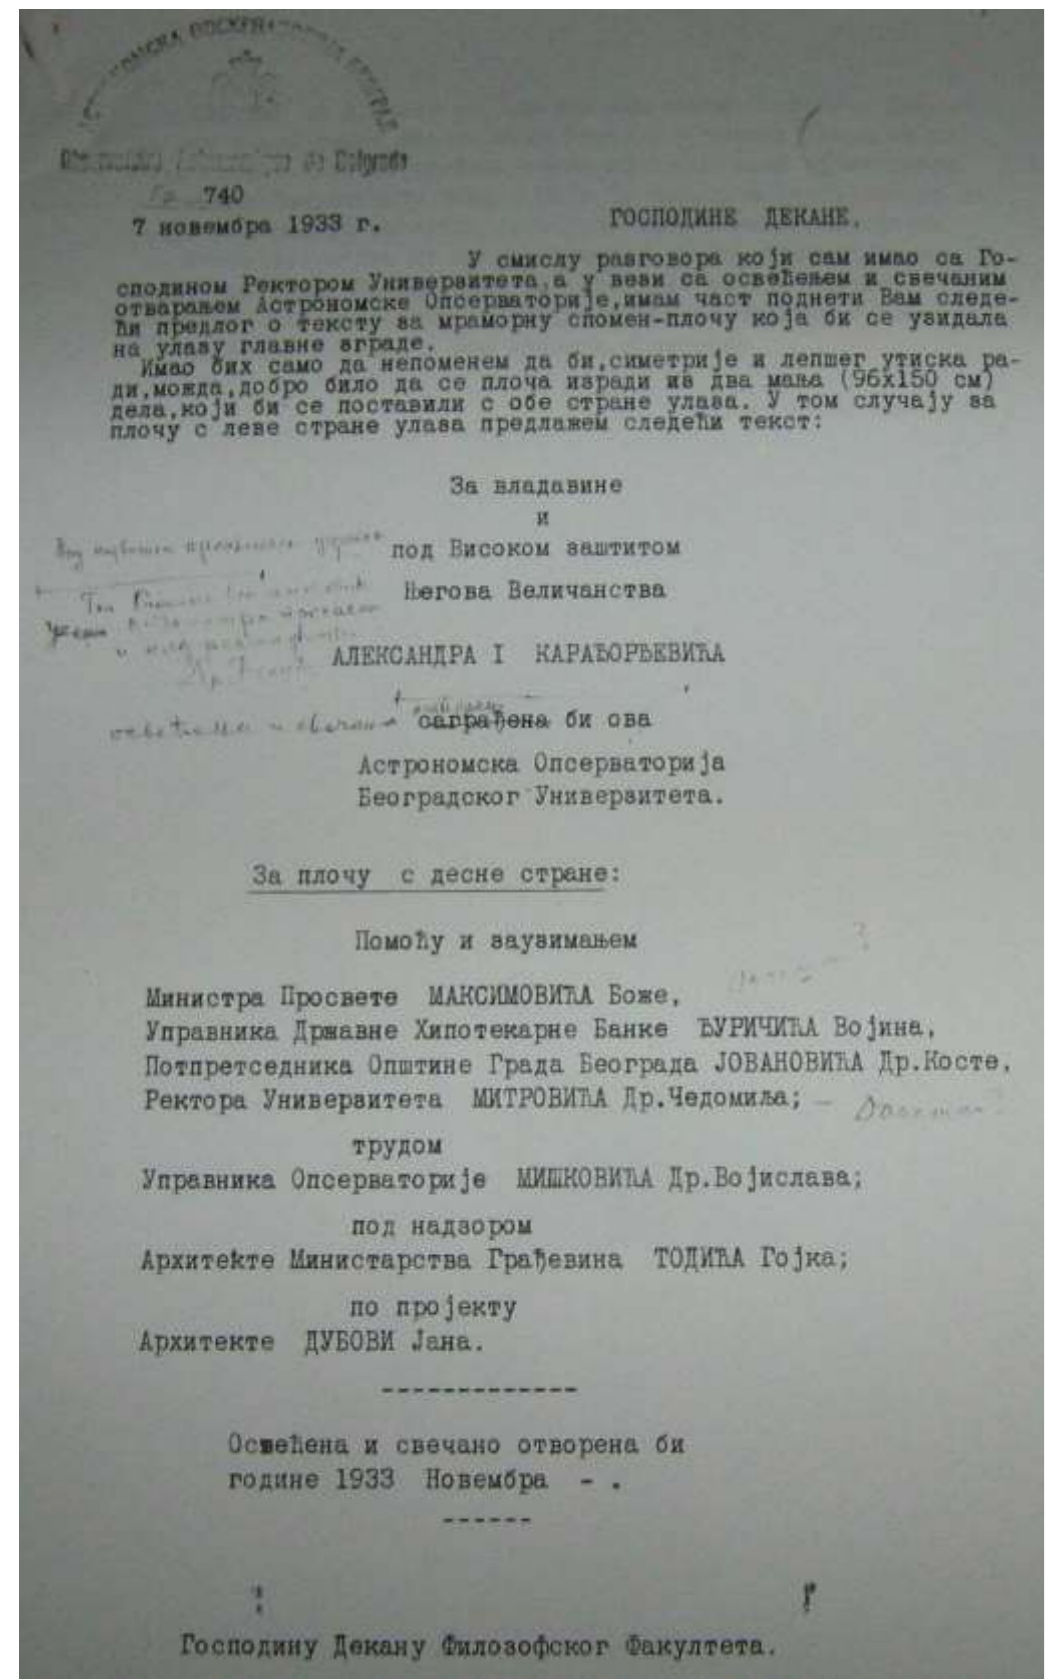 740
7 новембра 1933 г.
ГОСПОДИНЕ ДЕКАНЕ,
У смислу разговора који сам имао са Го-
сподином Ректором Универзитета,а у вези са освећењем и свечаним
отварањем Астрономске Опсерваторије,имам част поднети Вам следе-
ћи предлог о тексту за мраморну спомен-плочу која би се узидала
на улазу главне зграде.
Имао бих само да непоменем да би,симетрије и лепшег утиска ра-
ди,можда,добро било да се плоча изради из два мања (96х150 см)
дела,који би се поставили с обе стране улаза. У том случају за
плочу с леве стране улаза предлажем следећи текст:
За владавине
и
под Високом заштитом
Његова Величанства
АЛЕКСАНДРА I КАРАЂОРЂЕВИЋА
освећена и свечано
саграђена би ова
Астрономска Опсерваторија
Београдског Универзитета.
За плочу с десне стране:
Помоћу и заузимањем
Министра Просвете МАКСИМОВИЋА Боже,
Управника Државне Хипотекарне Банке ЂУРИЧИЋА Војина,
Потпретседника Општине Града Београда ЈОВАНОВИЋА Др.Косте,
Ректора Универзитета МИТРОВИЋА Др.Чедомиља;
трудом
Управника Опсерваторије МИШКОВИЋА Др.Војислава;
под надзором
Архитекте Министарства Грађевина ТОДИЋА Гојка;
по пројекту
Архитекте ДУБОВИ Јана.
-------------
Освећена и свечано отворена би
године 1933 Новембра - .
------
Господину Декану Филозофског Факултета.